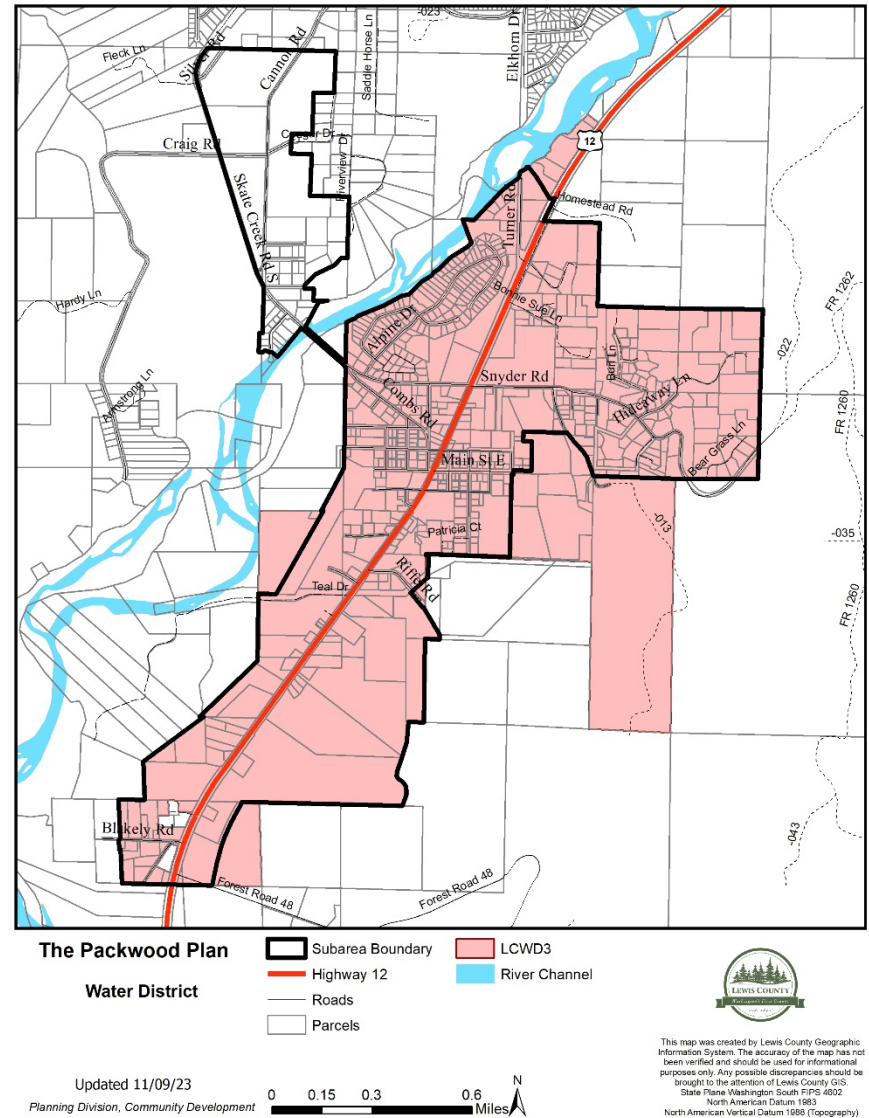 -023
Fleck Ln
Silver Rd
Cannon Rd
Saddle Horse Ln
Elkhorn Dr
12
Craig Rd
Cougar Dr
Riverview Dr
Skate Creek Rd S
Turner Rd
Homestead Rd
Hardy Ln
Bonnie Sue Ln
Alpine Dr
FR 1262
-022
Burl Ln
Snyder Rd
Hideaway Ln
Armstrong Ln
Combs Rd
FR 1260
Bear Grass Ln
Main St E
-013
Patricia Ct
-035
Riffe Rd
Teal Dr
FR 1260
Blakely Rd
-043
Forest Road 48
Forest Road 48
The Packwood Plan
Water District
Subarea Boundary
Highway 12
Roads
Parcels
LCWD3
River Channel
LEWIS COUNTY
Updated 11/09/23
Planning Division, Community Development
0 0.15 0.3 0.6
Miles
N
This map was created by Lewis County Geographic
Information System. The accuracy of the map has not
been verified and should be used for informational
purposes only. Any possible discrepancies should be
brought to the attention of Lewis County GIS.
State Plane Washington South FIPS 4602
North American Datum 1983
North American Vertical Datum 1988 (Topography)